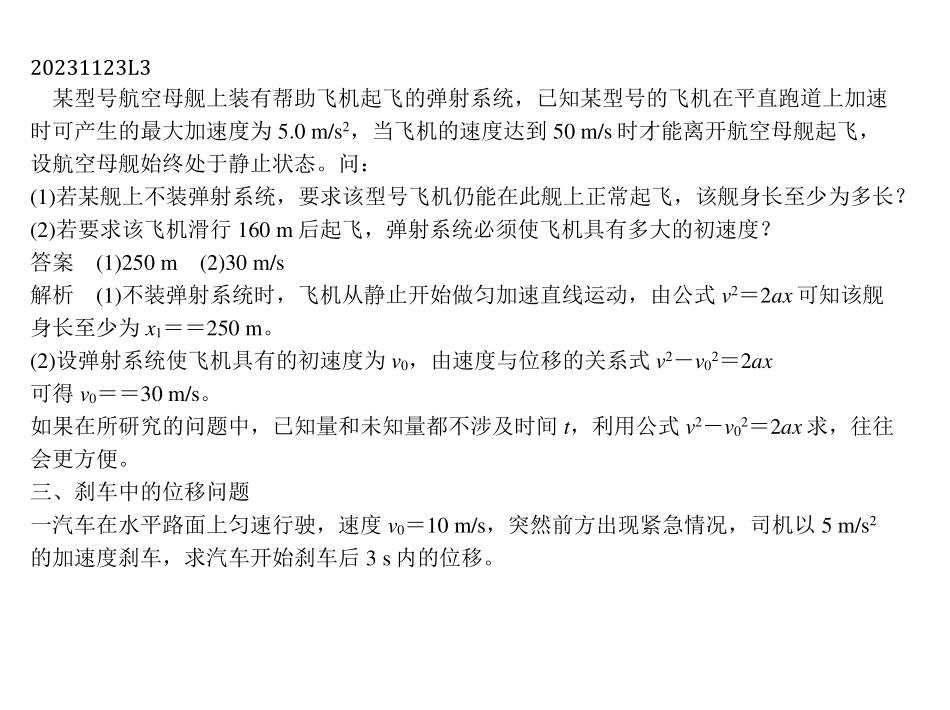 20231123L3
某型号航空母舰上装有帮助飞机起飞的弹射系统，已知某型号的飞机在平直跑道上加速
时可产生的最大加速度为 5.0 m/s²，当飞机的速度达到 50 m/s 时才能离开航空母舰起飞，
设航空母舰始终处于静止状态。问：
(1)若某舰上不装弹射系统，要求该型号飞机仍能在此舰上正常起飞，该舰身长至少为多长？
(2)若要求该飞机滑行 160 m 后起飞，弹射系统必须使飞机具有多大的初速度？
答案　(1)250 m　(2)30 m/s
解析　(1)不装弹射系统时，飞机从静止开始做匀加速直线运动，由公式 v²＝2ax 可知该舰
身长至少为 x₁＝＝250 m。
(2)设弹射系统使飞机具有的初速度为 v₀，由速度与位移的关系式 v²－v₀²＝2ax
可得 v₀＝＝30 m/s。
如果在所研究的问题中，已知量和未知量都不涉及时间 t，利用公式 v²－v₀²＝2ax 求，往往
会更方便。
三、刹车中的位移问题
一汽车在水平路面上匀速行驶，速度 v₀＝10 m/s，突然前方出现紧急情况，司机以 5 m/s²
的加速度刹车，求汽车开始刹车后 3 s 内的位移。